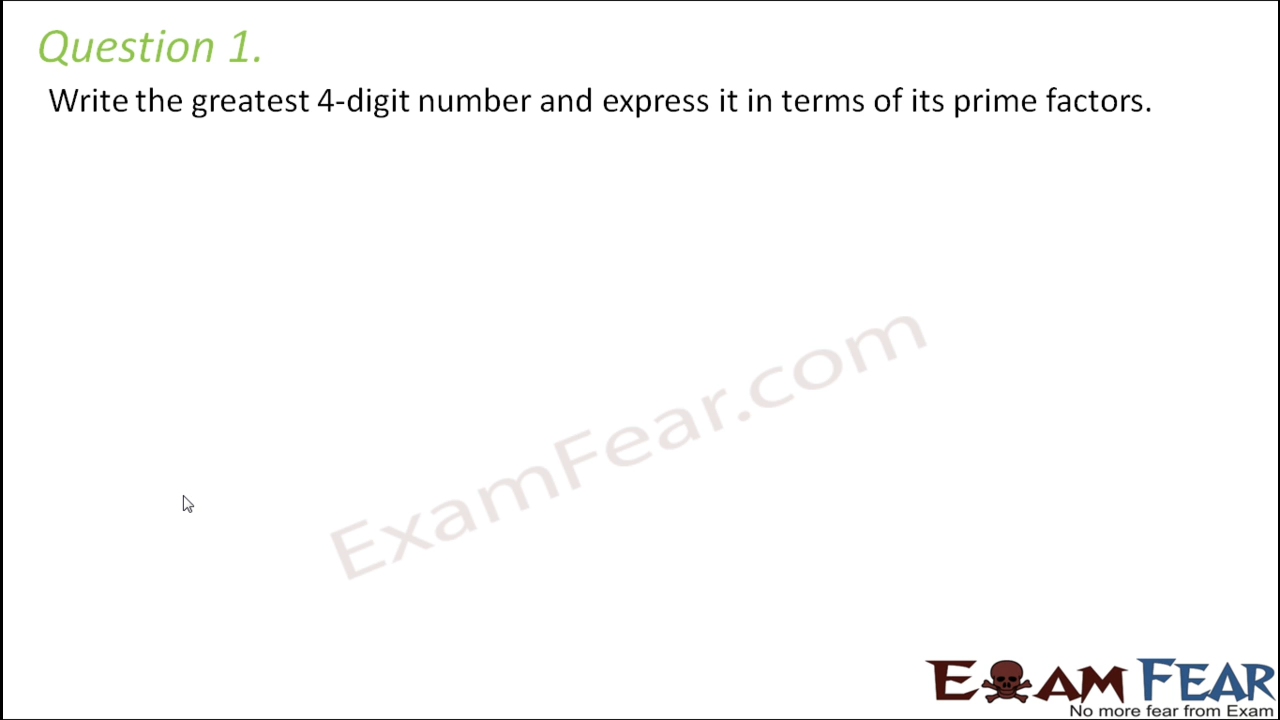 Question 1.
Write the greatest 4-digit number and express it in terms of its prime factors.
ExamFear.com
EXAM FEAR
No more fear from Exam